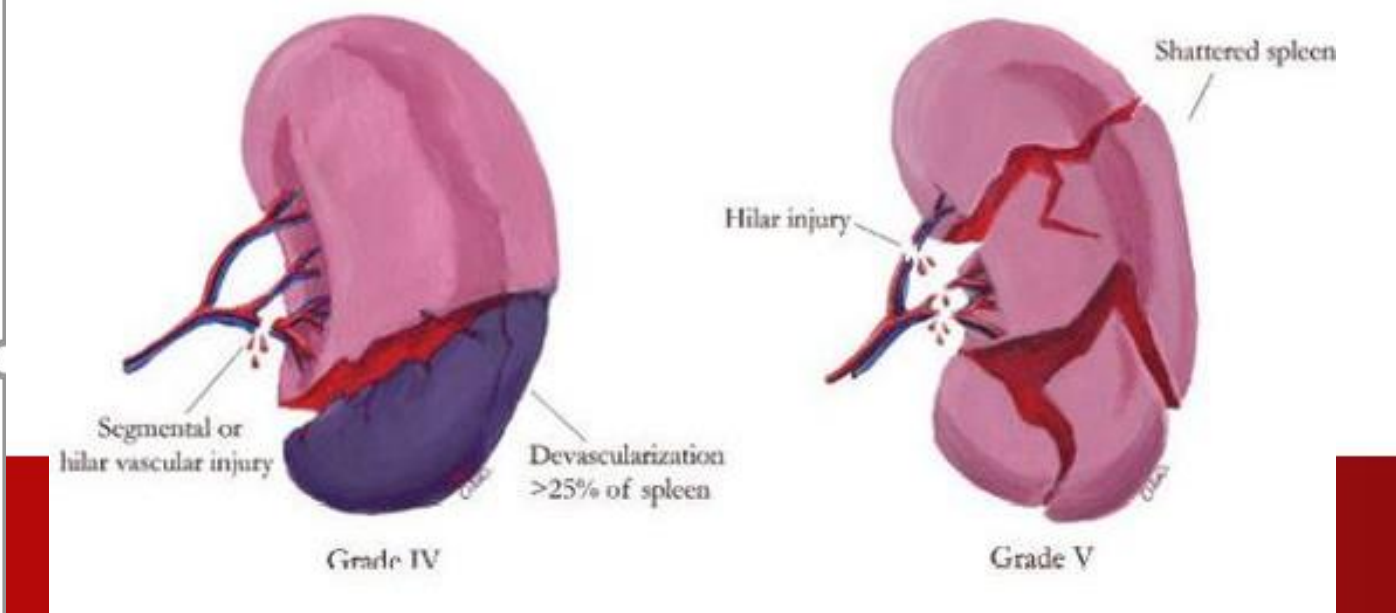 Shattered spleen
Hilar injury
Segmental or
hilar vascular injury
Devascularization
>25% of spleen
Grade IV
Grade V